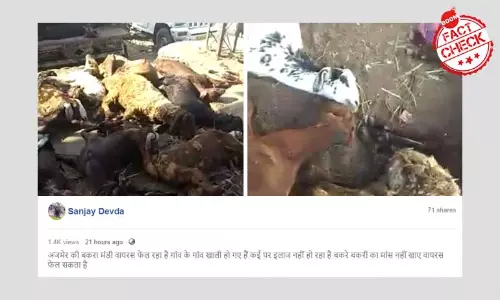 BOOM
FACT
CHECK
Sanjay Devda
71 shares
1.4K views · 21 hours ago ·
अजमेर की बकरा मंडी वायरस फेल रहा है गांव के गांव खाली हो गए हैं कई पर इलाज नहीं हो रहा है बकरे बकरी का मांस नहीं खाए वायरस
फेल सकता है